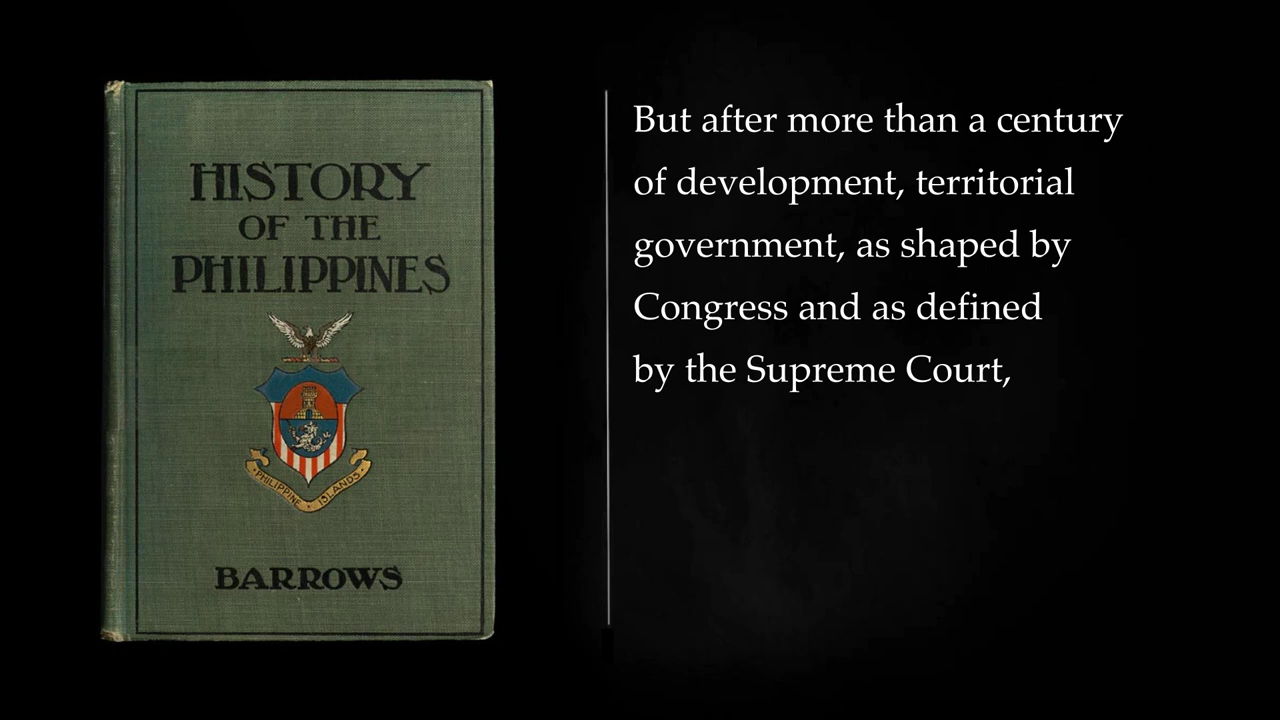 HISTORY
OF THE
PHILIPPINES
PHILIPPINE ISLANDS
BARROWS
But after more than a century
of development, territorial
government, as shaped by
Congress and as defined
by the Supreme Court,